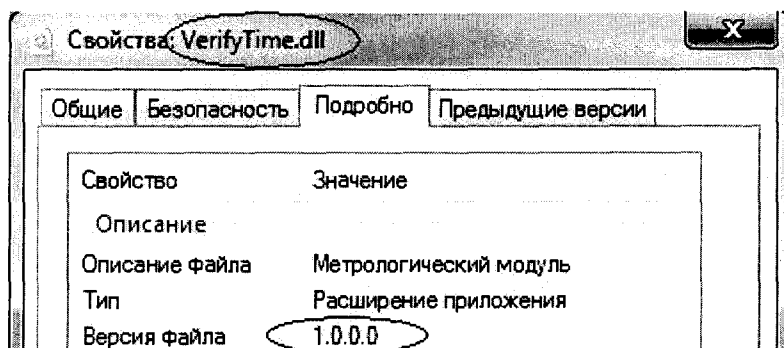 Свойства: VerifyTime.dll
X
Общие Безопасность Подробно Предыдущие версии
Свойство Значение
Описание
Описание файла Метрологический модуль
Тип Расширение приложения
Версия файла 1.0.0.0